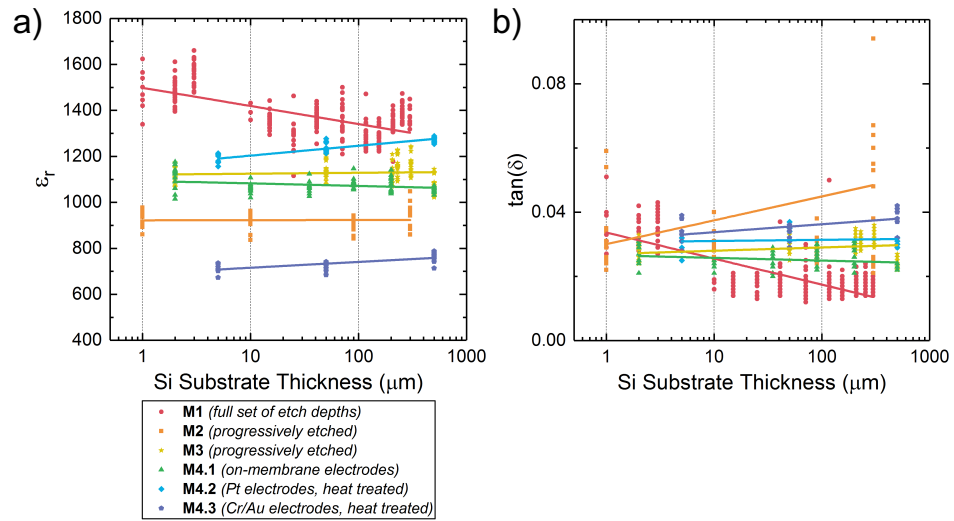 a)
1800
1600
1400
1200
1000
800
600
400
εr
1 10 100 1000
Si Substrate Thickness (μm)
b)
0.08
0.04
0.00
tan(δ)
1 10 100 1000
Si Substrate Thickness (μm)
M1 (full set of etch depths)
M2 (progressively etched)
M3 (progressively etched)
M4.1 (on-membrane electrodes)
M4.2 (Pt electrodes, heat treated)
M4.3 (Cr/Au electrodes, heat treated)